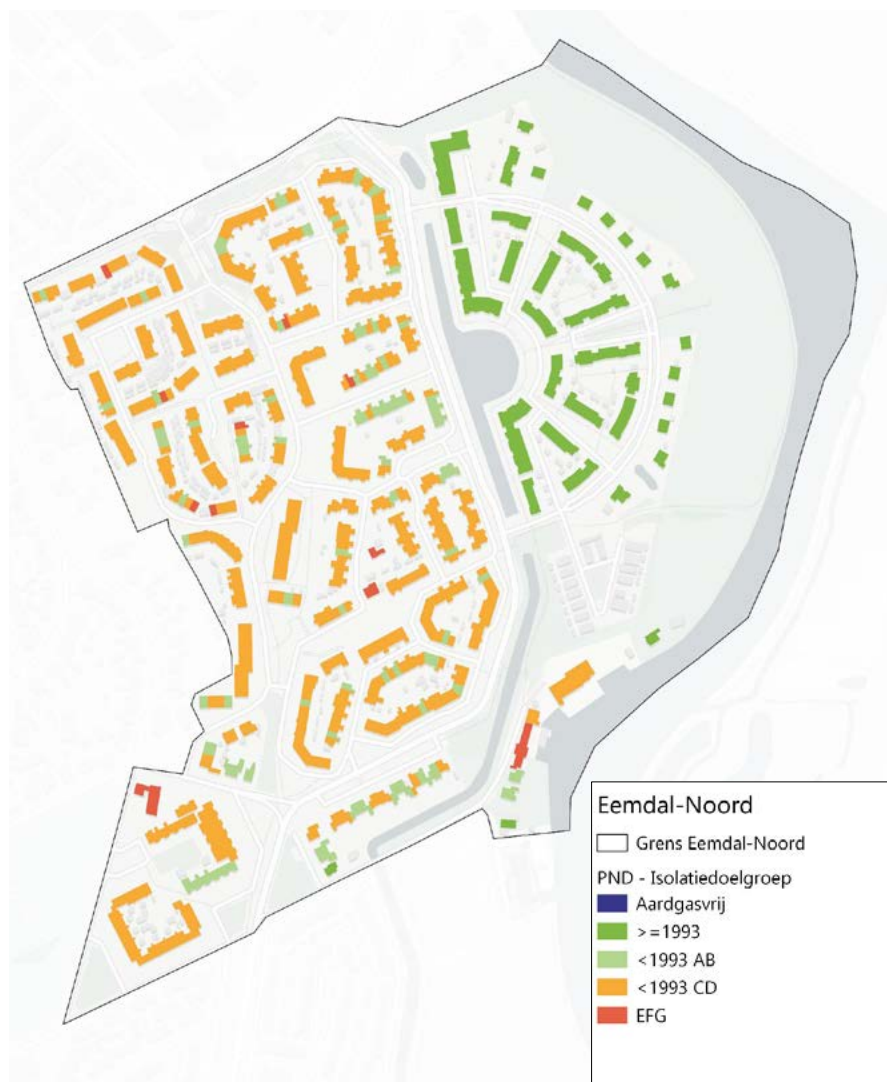 Eemdal-Noord
Grens Eemdal-Noord
PND - Isolatiedoelgroep
Aardgasvrij
>=1993
<1993 AB
<1993 CD
EFG